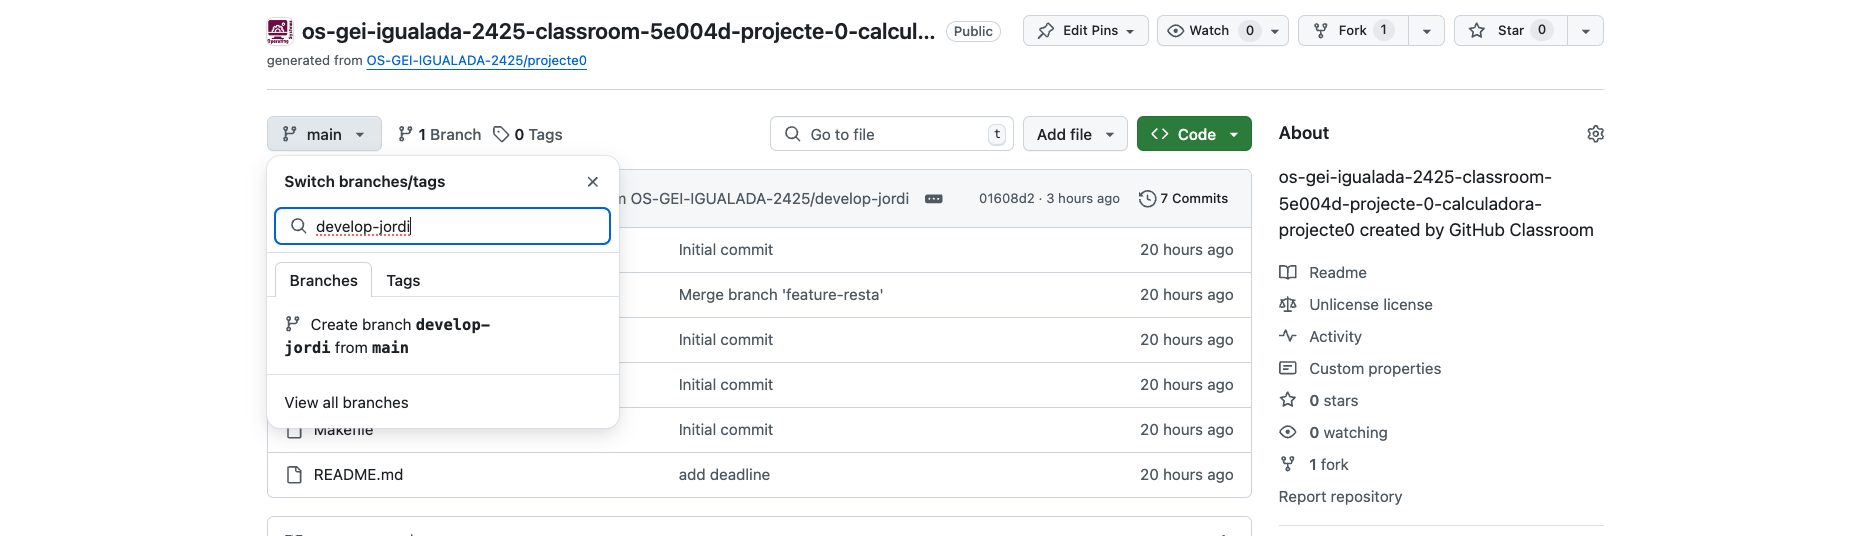 os-gei-igualada-2425-classroom-5e004d-projecte-0-calcul... Public
Edit Pins Watch 0 Fork 1 Star 0
generated from OS-GEI-IGUALADA-2425/projecte0
main 1 Branch 0 Tags Go to file t Add file Code
Switch branches/tags
develop-jordi
Branches Tags
Create branch develop-
jordi from main
View all branches
OS-GEI-IGUALADA-2425/develop-jordi 01608d2 · 3 hours ago 7 Commits
Initial commit 20 hours ago
Merge branch 'feature-resta' 20 hours ago
Initial commit 20 hours ago
Initial commit 20 hours ago
Makefile Initial commit 20 hours ago
README.md add deadline 20 hours ago
About
os-gei-igualada-2425-classroom-
5e004d-projecte-0-calculadora-
projecte0 created by GitHub Classroom
Readme
Unlicense license
Activity
Custom properties
0 stars
0 watching
1 fork
Report repository